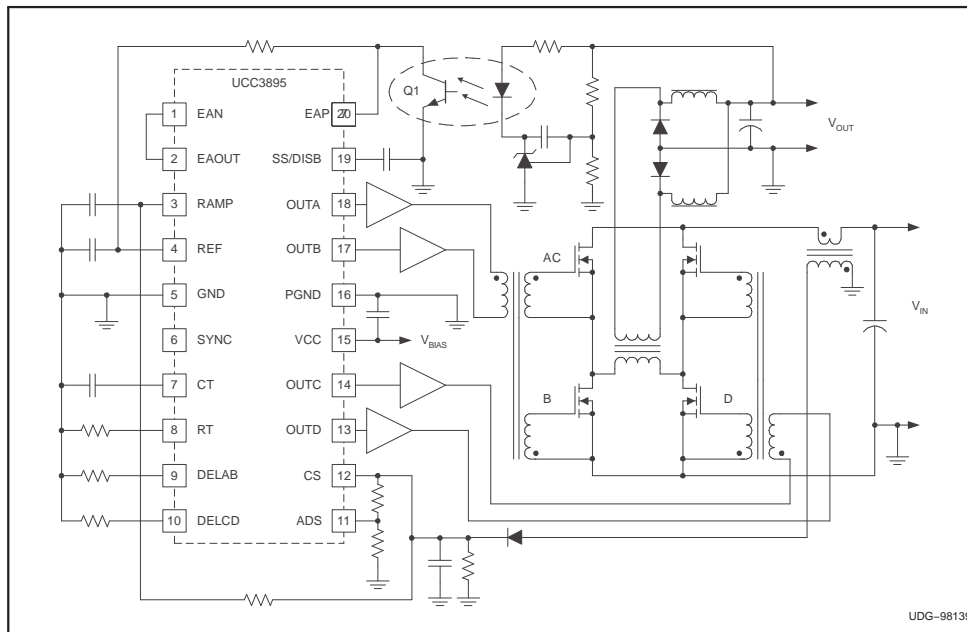 UCC3895
Q1
1 EAN
2 EAOUT
3 RAMP
4 REF
5 GND
6 SYNC
7 CT
8 RT
9 DELAB
10 DELCD
EAP 20
SS/DISB 19
OUTA 18
OUTB 17
PGND 16
VCC 15
OUTC 14
OUTD 13
CS 12
ADS 11
VBIAS
VOUT
VIN
AC
B
D
UDG–98139